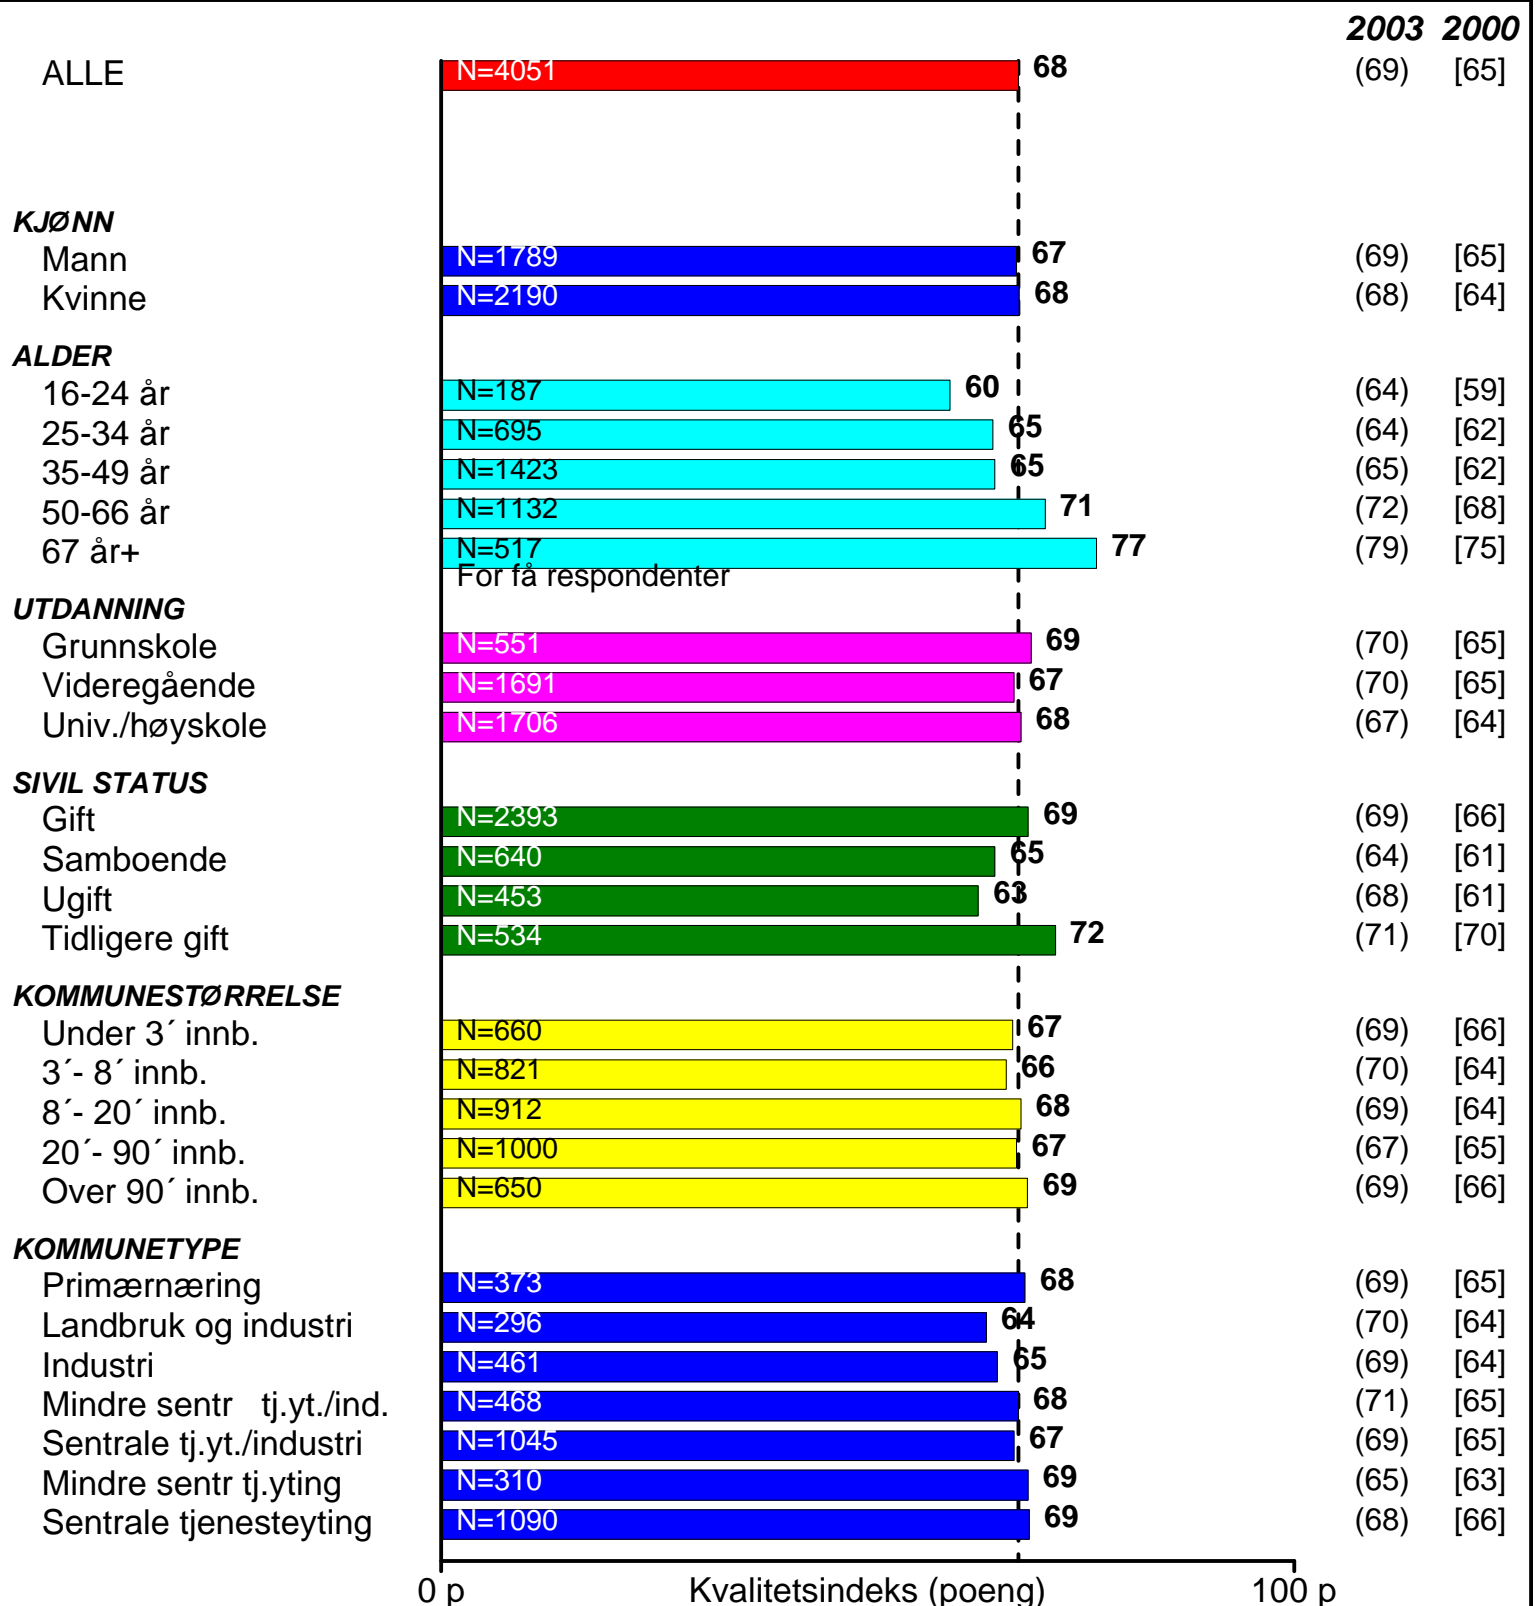 2003 2000
ALLE N=4051 68 (69) [65]
KJØNN
Mann N=1789 67 (69) [65]
Kvinne N=2190 68 (68) [64]
ALDER
16-24 år N=187 60 (64) [59]
25-34 år N=695 65 (64) [62]
35-49 år N=1423 65 (65) [62]
50-66 år N=1132 71 (72) [68]
67 år+ N=517 77 (79) [75]
For få respondenter
UTDANNING
Grunnskole N=551 69 (70) [65]
Videregående N=1691 67 (70) [65]
Univ./høyskole N=1706 68 (67) [64]
SIVIL STATUS
Gift N=2393 69 (69) [66]
Samboende N=640 65 (64) [61]
Ugift N=453 63 (68) [61]
Tidligere gift N=534 72 (71) [70]
KOMMUNESTØRRELSE
Under 3´ innb. N=660 67 (69) [66]
3´- 8´ innb. N=821 66 (70) [64]
8´- 20´ innb. N=912 68 (69) [64]
20´- 90´ innb. N=1000 67 (67) [65]
Over 90´ innb. N=650 69 (69) [66]
KOMMUNETYPE
Primærnæring N=373 68 (69) [65]
Landbruk og industri N=296 64 (70) [64]
Industri N=461 65 (69) [64]
Mindre sentr tj.yt./ind. N=468 68 (71) [65]
Sentrale tj.yt./industri N=1045 67 (69) [65]
Mindre sentr tj.yting N=310 69 (65) [63]
Sentrale tjenesteyting N=1090 69 (68) [66]
0 p Kvalitetsindeks (poeng) 100 p